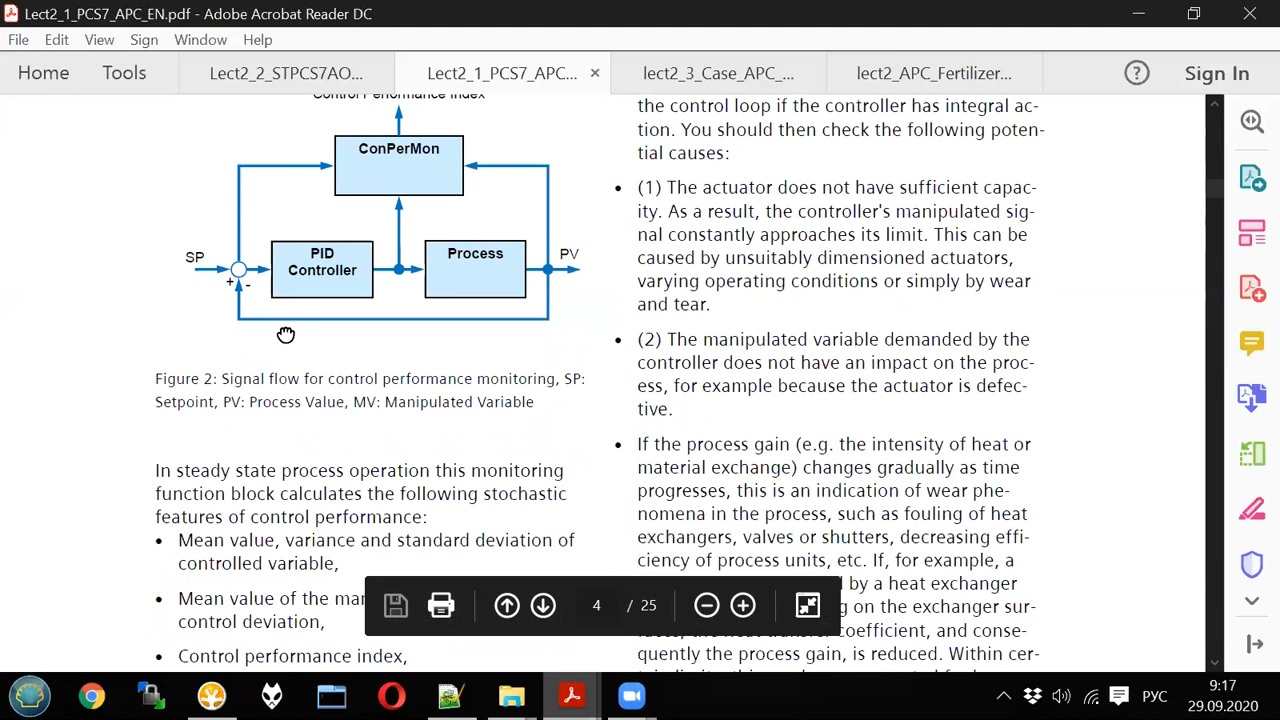 Lect2_1_PCS7_APC_EN.pdf - Adobe Acrobat Reader DC
File Edit View Sign Window Help
Home Tools Lect2_2_STPCS7AO... Lect2_1_PCS7_APC... lect2_3_Case_APC_... lect2_APC_Fertilizer... Sign In
Control Performance Index
ConPerMon
SP
PID
Controller
Process
PV
+ -
Figure 2: Signal flow for control performance monitoring, SP:
Setpoint, PV: Process Value, MV: Manipulated Variable
In steady state process operation this monitoring
function block calculates the following stochastic
features of control performance:
• Mean value, variance and standard deviation of
controlled variable,
• Mean value of the
control deviation,
• Control performance index,
the control loop if the controller has integral ac-
tion. You should then check the following poten-
tial causes:
• (1) The actuator does not have sufficient capac-
ity. As a result, the controller's manipulated sig-
nal constantly approaches its limit. This can be
caused by unsuitably dimensioned actuators,
varying operating conditions or simply by wear
and tear.
• (2) The manipulated variable demanded by the
controller does not have an impact on the proc-
ess, for example because the actuator is defec-
tive.
• If the process gain (e.g. the intensity of heat or
material exchange) changes gradually as time
progresses, this is an indication of wear phe-
nomena in the process, such as fouling of heat
exchangers, valves or shutters, decreasing effi-
ciency of process units, etc. If, for example, a
by a heat exchanger
on the exchanger sur-
coefficient, and conse-
quently the process gain, is reduced. Within cer-
4 / 25
РУС
9:17
29.09.2020